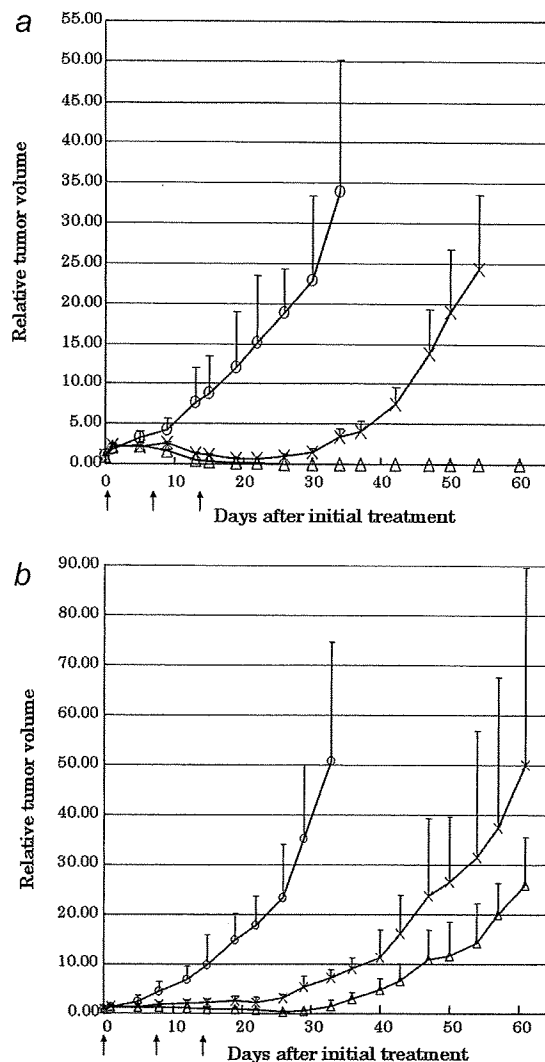 a
55.00
50.00
45.00
40.00
35.00
30.00
25.00
20.00
15.00
10.00
5.00
0.00
Relative tumor volume
0 10 20 30 40 50 60
Days after initial treatment
b
90.00
80.00
70.00
60.00
50.00
40.00
30.00
20.00
10.00
0.00
Relative tumor volume
0 10 20 30 40 50 60
Days after initial treatment